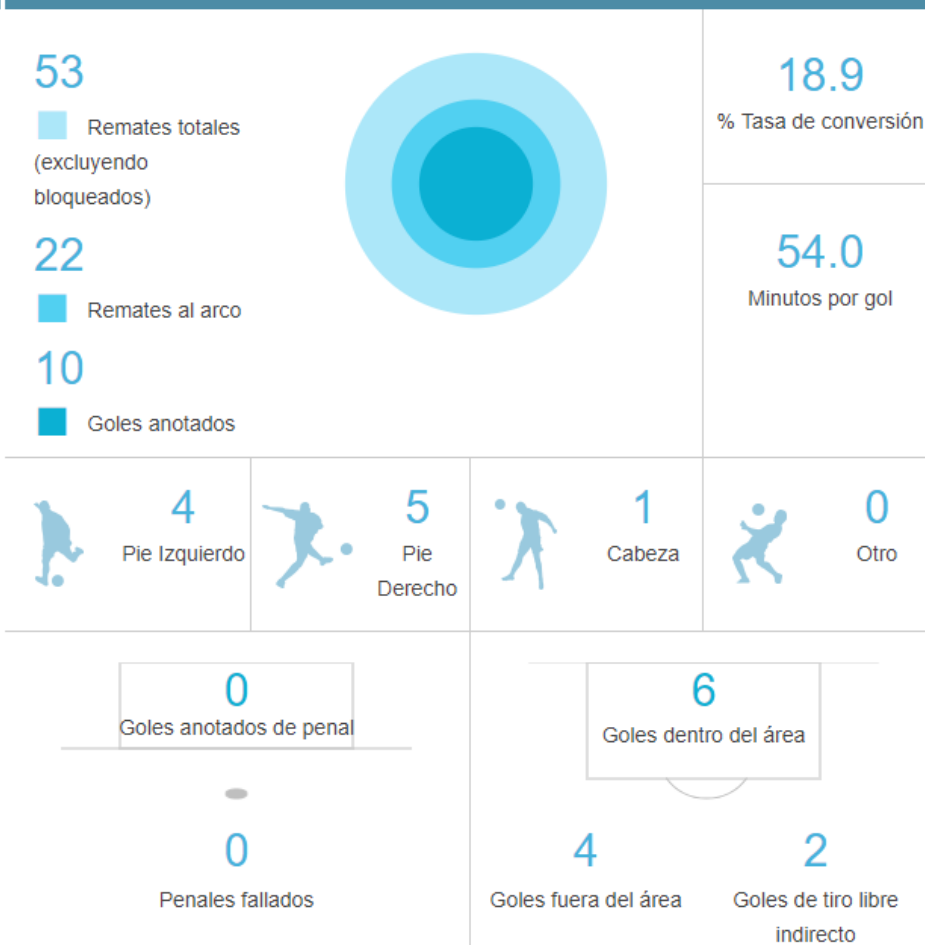 53
Remates totales
(excluyendo
bloqueados)
22
Remates al arco
10
Goles anotados
18.9
% Tasa de conversión
54.0
Minutos por gol
4
Pie Izquierdo
5
Pie
Derecho
1
Cabeza
0
Otro
0
Goles anotados de penal
0
Penales fallados
6
Goles dentro del área
4
Goles fuera del área
2
Goles de tiro libre
indirecto